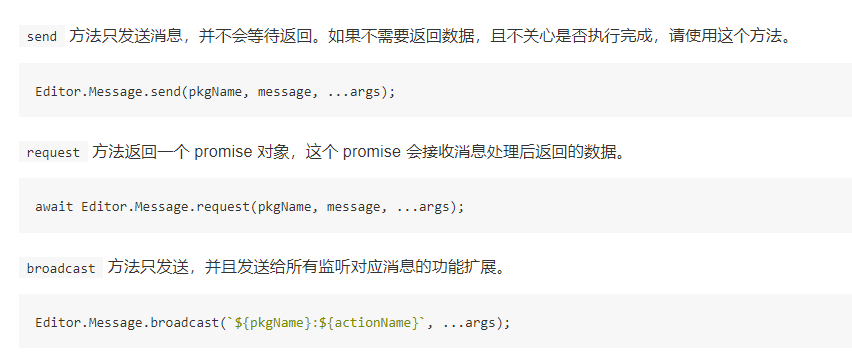 send 方法只发送消息，并不会等待返回。如果不需要返回数据，且不关心是否执行完成，请使用这个方法。
Editor.Message.send(pkgName, message, ...args);
request 方法返回一个 promise 对象，这个 promise 会接收消息处理后返回的数据。
await Editor.Message.request(pkgName, message, ...args);
broadcast 方法只发送，并且发送给所有监听对应消息的功能扩展。
Editor.Message.broadcast(`${pkgName}:${actionName}`, ...args);